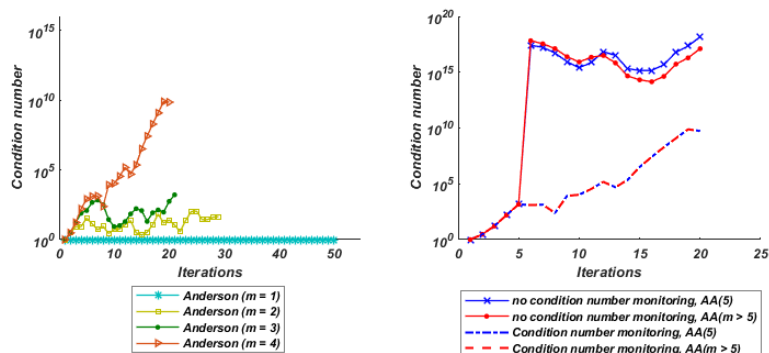 10^15
10^10
10^5
10^0
Condition number
0 10 20 30 40 50
Iterations
Anderson (m = 1)
Anderson (m = 2)
Anderson (m = 3)
Anderson (m = 4)
10^20
10^15
10^10
10^5
10^0
Condition number
0 5 10 15 20 25
Iterations
no condition number monitoring, AA(5)
no condition number monitoring, AA(m > 5)
Condition number monitoring, AA(5)
Condition number monitoring, AA(m > 5)